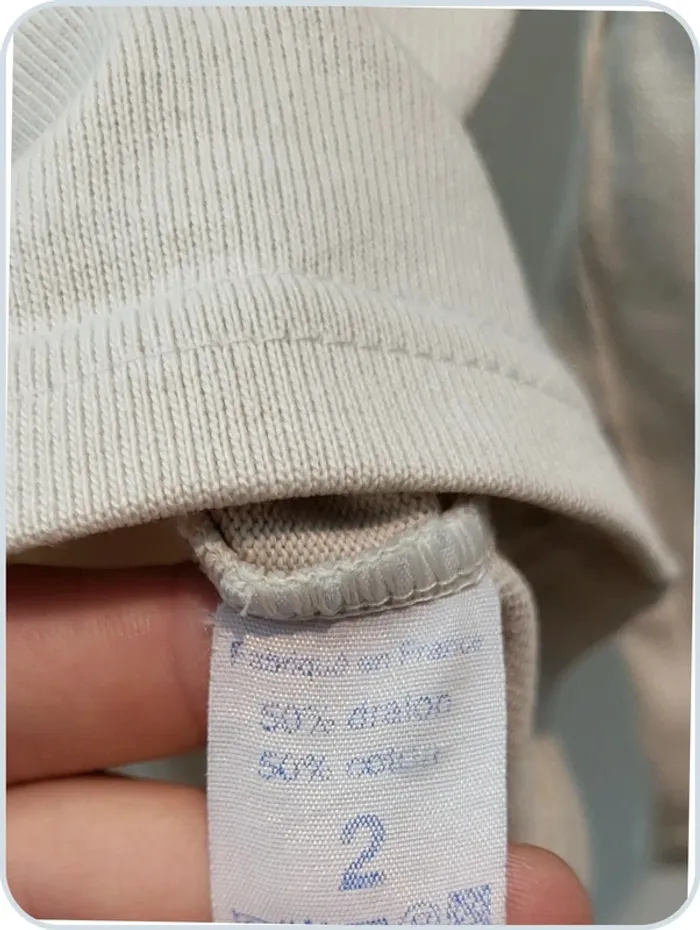 Fabriqué en France
50% dralon
50% coton
2